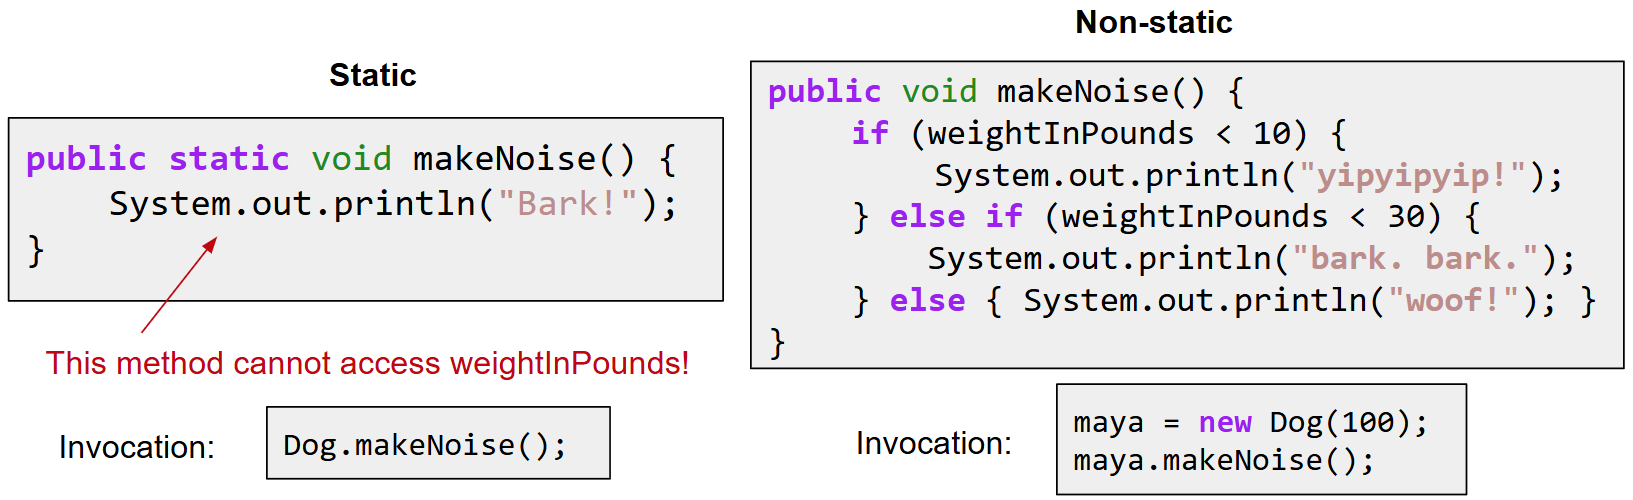 Static
public static void makeNoise() {
    System.out.println("Bark!");
}
This method cannot access weightInPounds!
Invocation:
Dog.makeNoise();
Non-static
public void makeNoise() {
    if (weightInPounds < 10) {
        System.out.println("yipyipyip!");
    } else if (weightInPounds < 30) {
        System.out.println("bark. bark.");
    } else { System.out.println("woof!"); }
}
Invocation:
maya = new Dog(100);
maya.makeNoise();